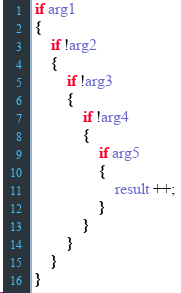 1 if arg1
2 {
3 if !arg2
4 {
5 if !arg3
6 {
7 if !arg4
8 {
9 if arg5
10 {
11 result ++;
12 }
13 }
14 }
15 }
16 }